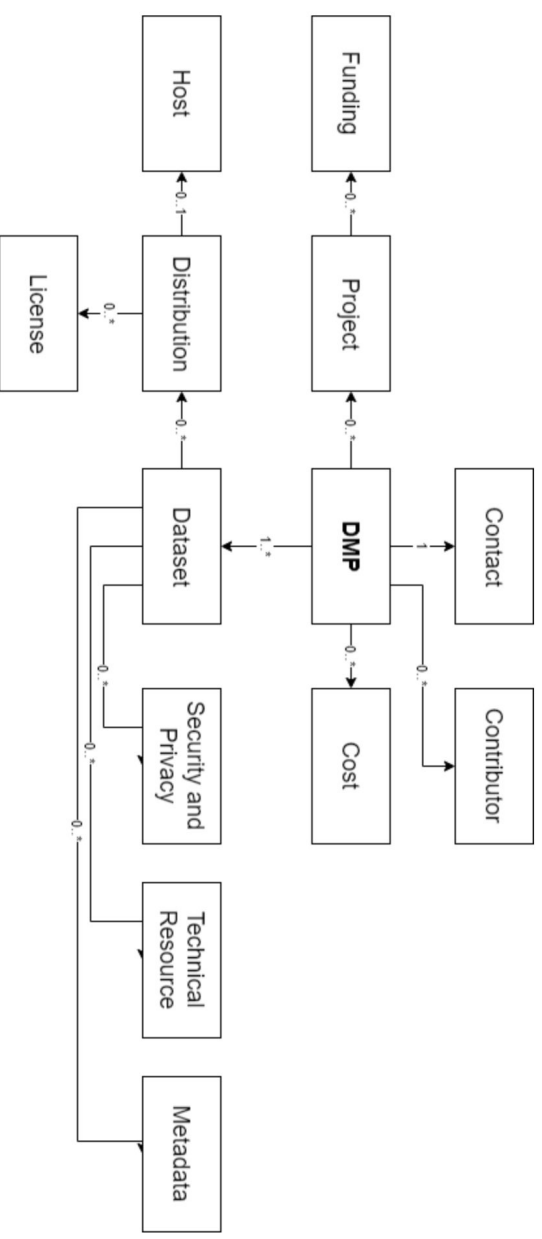 Contact
Contributor
1
0..*
Funding
0..*
Project
0..*
DMP
0..*
Cost
1..*
Host
0..1
Distribution
0..*
Dataset
Security and
Privacy
Technical
Resource
Metadata
0..*
0..*
0..*
0..*
License